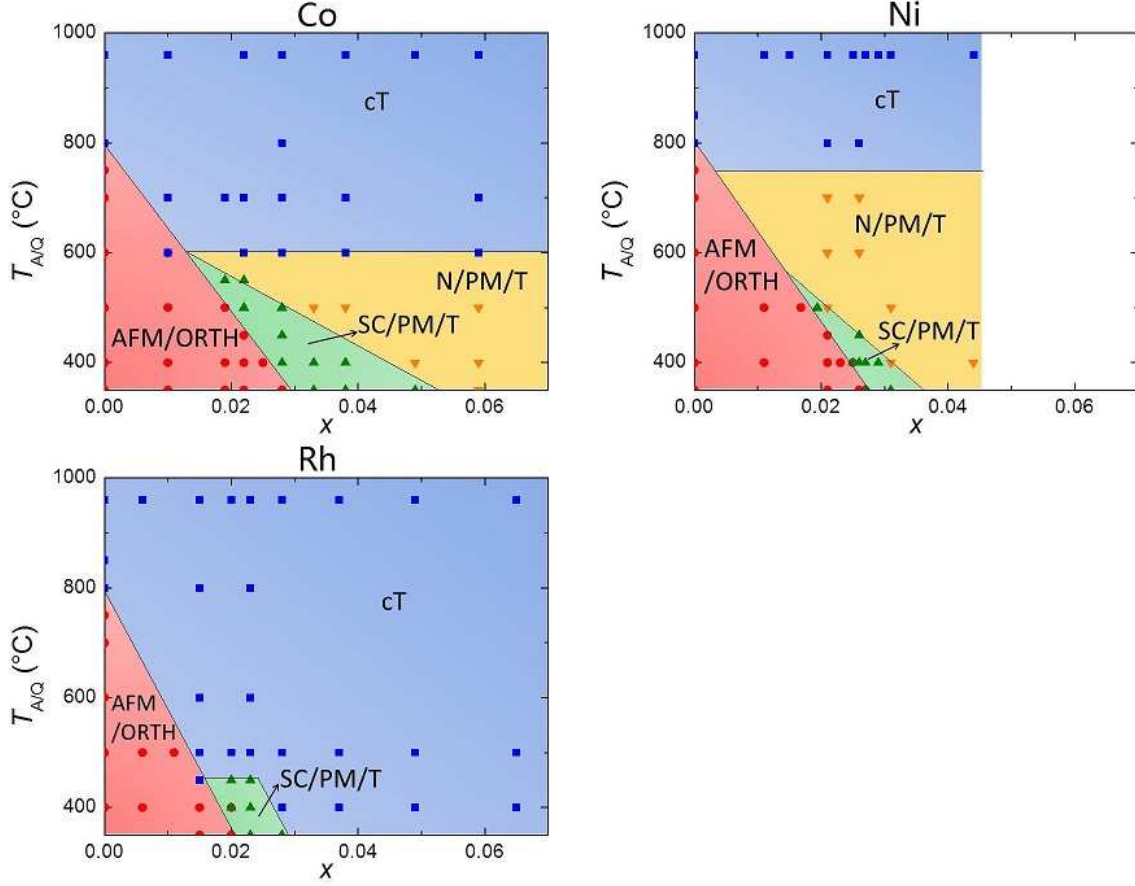 Co
1000
800
600
400
T_A/Q (°C)
cT
N/PM/T
SC/PM/T
AFM/ORTH
0.00
0.02
0.04
0.06
x
Ni
1000
800
600
400
T_A/Q (°C)
cT
N/PM/T
AFM
/ORTH
SC/PM/T
0.00
0.02
0.04
0.06
x
Rh
1000
800
600
400
T_A/Q (°C)
cT
AFM
/ORTH
SC/PM/T
0.00
0.02
0.04
0.06
x